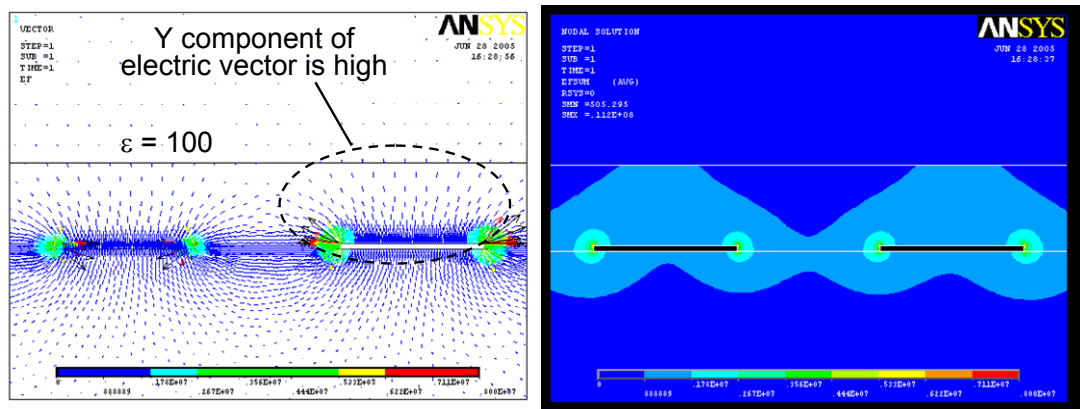 1
VECTOR
STEP=1
SUB =1
TIME=1
EF
ANSYS
JUN 28 2005
16:28:56
Y component of
electric vector is high
ε = 100
0
888889
.178E+07
.267E+07
.356E+07
.444E+07
.533E+07
.622E+07
.711E+07
.800E+07
NODAL SOLUTION
STEP=1
SUB =1
TIME=1
EFSUM (AVG)
RSYS=0
SMN =505.295
SMX =.112E+08
ANSYS
JUN 28 2005
16:28:37
0
888889
.178E+07
.267E+07
.356E+07
.444E+07
.533E+07
.622E+07
.711E+07
.800E+07